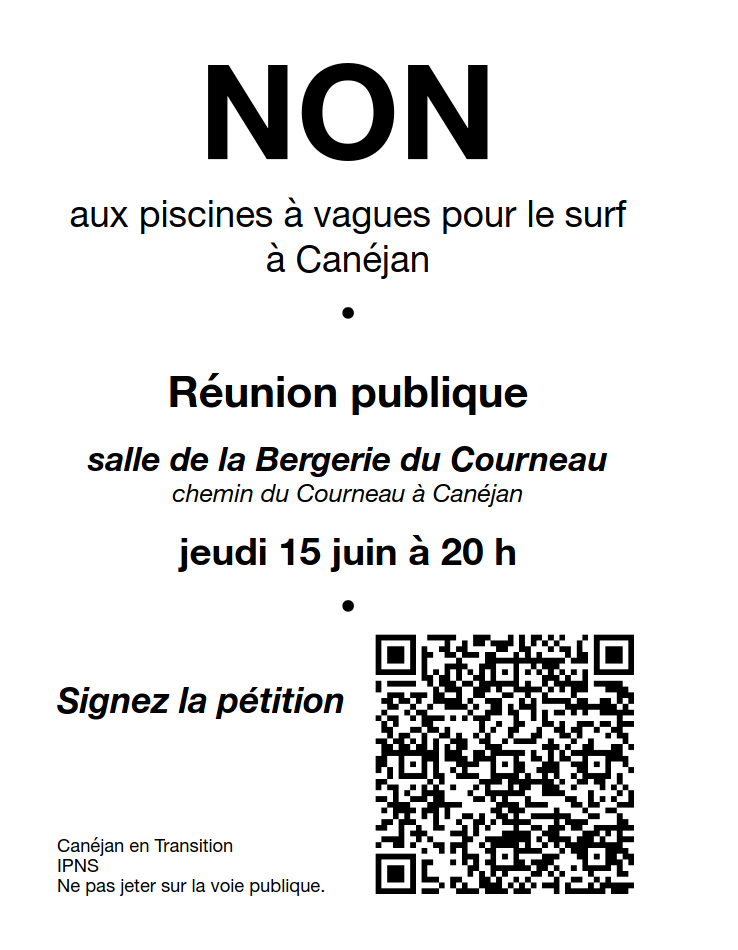 NON
aux piscines à vagues pour le surf
à Canéjan
•
Réunion publique
salle de la Bergerie du Courneau
chemin du Courneau à Canéjan
jeudi 15 juin à 20 h
•
Signez la pétition
Canéjan en Transition
IPNS
Ne pas jeter sur la voie publique.